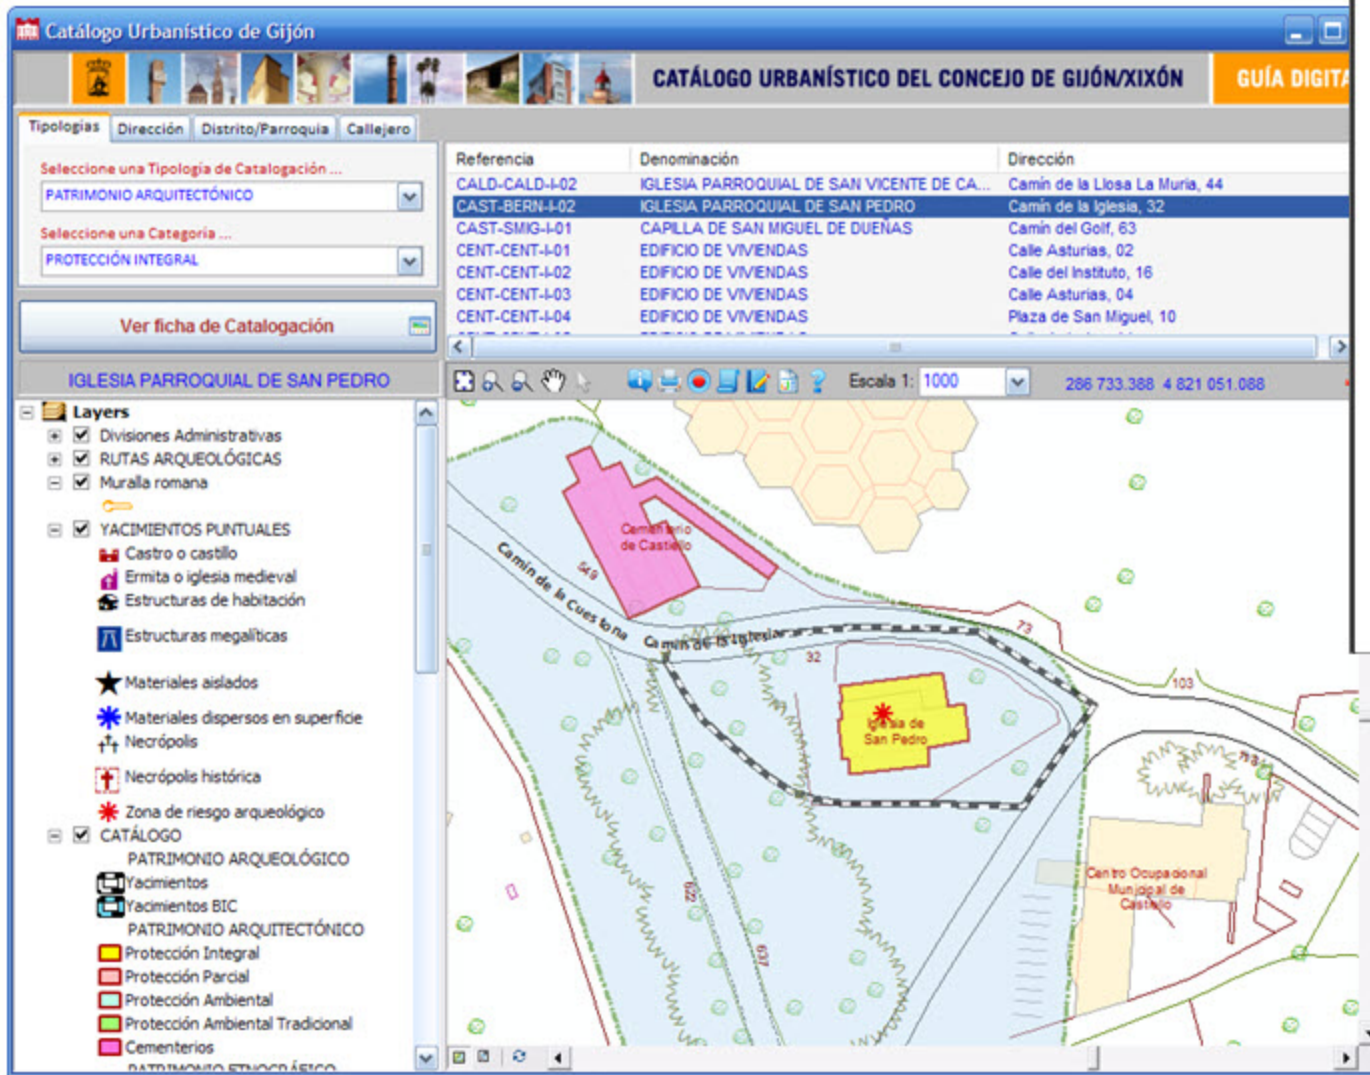 Catálogo Urbanístico de Gijón
CATÁLOGO URBANÍSTICO DEL CONCEJO DE GIJÓN/XIXÓN
GUÍA DIGITA
Tipologías Dirección Distrito/Parroquia Callejero
Seleccione una Tipología de Catalogación ...
PATRIMONIO ARQUITECTÓNICO
Seleccione una Categoría ...
PROTECCIÓN INTEGRAL
Ver ficha de Catalogación
Referencia Denominación Dirección
CALD-CALD-I-02 IGLESIA PARROQUIAL DE SAN VICENTE DE CA... Camín de la Llosa La Muria, 44
CAST-BERN-I-02 IGLESIA PARROQUIAL DE SAN PEDRO Camín de la Iglesia, 32
CAST-SMIG-I-01 CAPILLA DE SAN MIGUEL DE DUEÑAS Camín del Golf, 63
CENT-CENT-I-01 EDIFICIO DE VIVIENDAS Calle Asturias, 02
CENT-CENT-I-02 EDIFICIO DE VIVIENDAS Calle del Instituto, 16
CENT-CENT-I-03 EDIFICIO DE VIVIENDAS Calle Asturias, 04
CENT-CENT-I-04 EDIFICIO DE VIVIENDAS Plaza de San Miguel, 10
IGLESIA PARROQUIAL DE SAN PEDRO
Escala 1: 1000 286 733.388 4 821 051.088
Layers
Divisiones Administrativas
RUTAS ARQUEOLÓGICAS
Muralla romana
YACIMIENTOS PUNTUALES
Castro o castillo
Ermita o iglesia medieval
Estructuras de habitación
Estructuras megalíticas
Materiales aislados
Materiales dispersos en superficie
Necrópolis
Necrópolis histórica
Zona de riesgo arqueológico
CATÁLOGO
PATRIMONIO ARQUEOLÓGICO
Yacimientos
Yacimientos BIC
PATRIMONIO ARQUITECTÓNICO
Protección Integral
Protección Parcial
Protección Ambiental
Protección Ambiental Tradicional
Cementerios
PATRIMONIO ETNOGRÁFICO
Cementerio
de Castiello
549
Camín de la Cuestona
Camín de la Iglesia
73
32
103
Iglesia de
San Pedro
Centro Ocupacional
Municipal de
Castiello
622
637